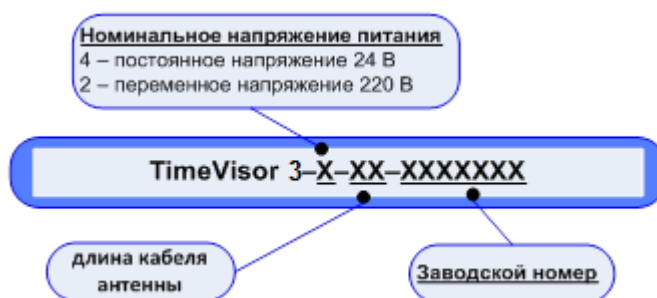 Номинальное напряжение питания
4 – постоянное напряжение 24 В
2 – переменное напряжение 220 В
TimeVisor 3–X–XX–XXXXXXX
длина кабеля
антенны
Заводской номер